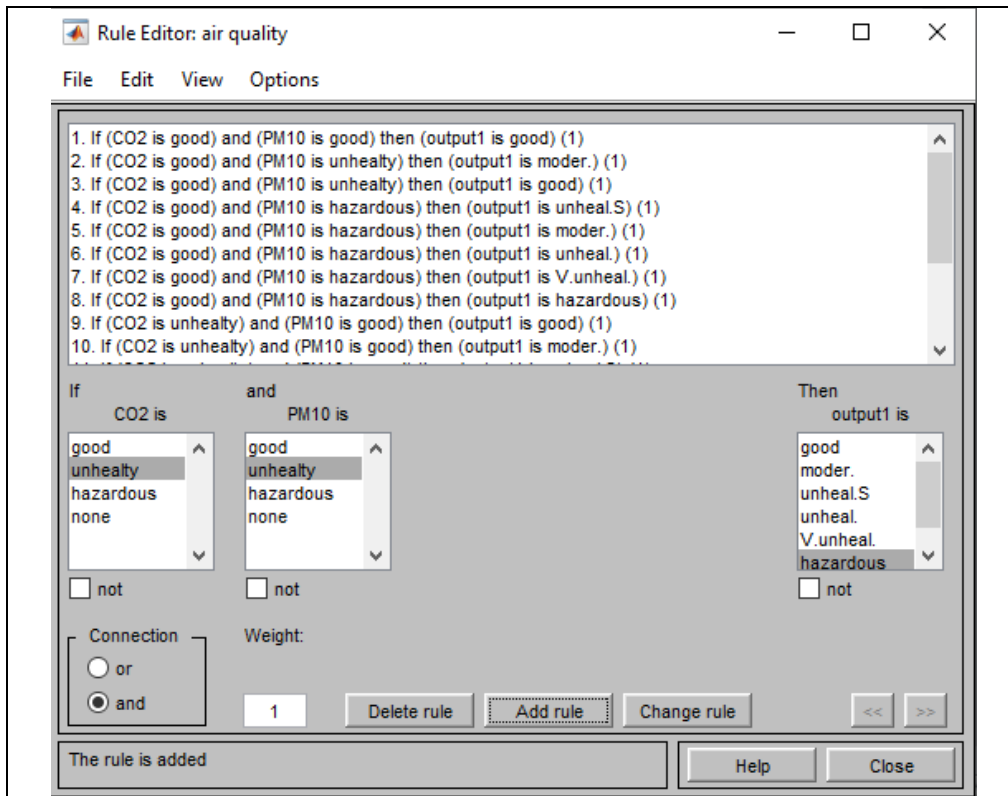 Rule Editor: air quality
File Edit View Options
1. If (CO2 is good) and (PM10 is good) then (output1 is good) (1)
2. If (CO2 is good) and (PM10 is unhealty) then (output1 is moder.) (1)
3. If (CO2 is good) and (PM10 is unhealty) then (output1 is good) (1)
4. If (CO2 is good) and (PM10 is hazardous) then (output1 is unheal.S) (1)
5. If (CO2 is good) and (PM10 is hazardous) then (output1 is moder.) (1)
6. If (CO2 is good) and (PM10 is hazardous) then (output1 is unheal.) (1)
7. If (CO2 is good) and (PM10 is hazardous) then (output1 is V.unheal.) (1)
8. If (CO2 is good) and (PM10 is hazardous) then (output1 is hazardous) (1)
9. If (CO2 is unhealty) and (PM10 is good) then (output1 is good) (1)
10. If (CO2 is unhealty) and (PM10 is good) then (output1 is moder.) (1)
If and Then
CO2 is PM10 is output1 is
good good good
unhealty unhealty moder.
hazardous hazardous unheal.S
none none unheal.
V.unheal.
hazardous
not not not
Connection Weight:
or
and 1 Delete rule Add rule Change rule << >>
The rule is added Help Close